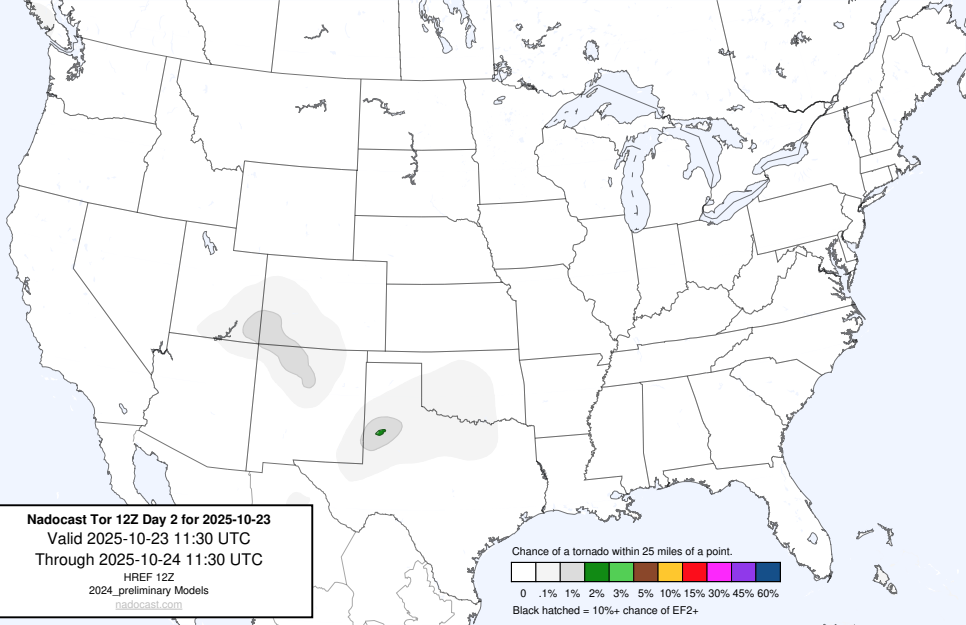 Nadocast Tor 12Z Day 2 for 2025-10-23
Valid 2025-10-23 11:30 UTC
Through 2025-10-24 11:30 UTC
HREF 12Z
2024_preliminary Models
nadocast.com
Chance of a tornado within 25 miles of a point.
0 .1% 1% 2% 3% 5% 10% 15% 30% 45% 60%
Black hatched = 10%+ chance of EF2+